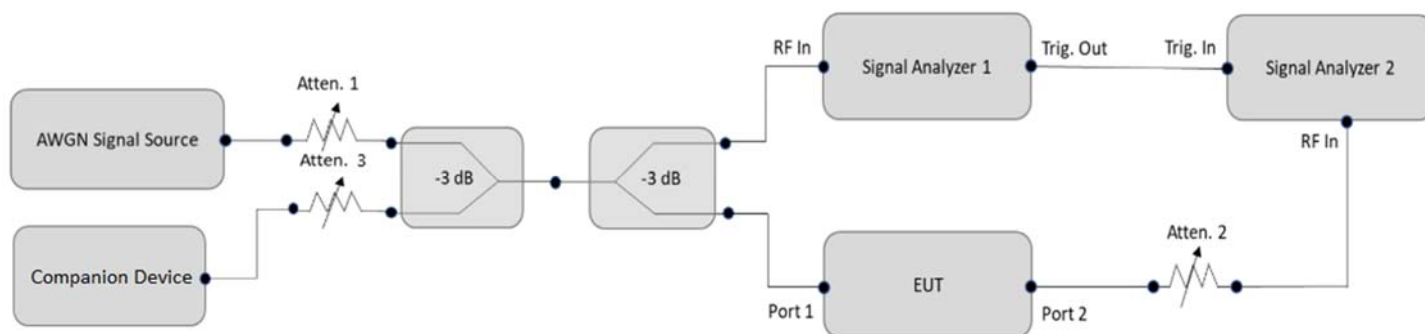 AWGN Signal Source
Companion Device
Atten. 1
Atten. 3
-3 dB
-3 dB
RF In
Signal Analyzer 1
Trig. Out
Trig. In
Signal Analyzer 2
RF In
Port 1
EUT
Port 2
Atten. 2